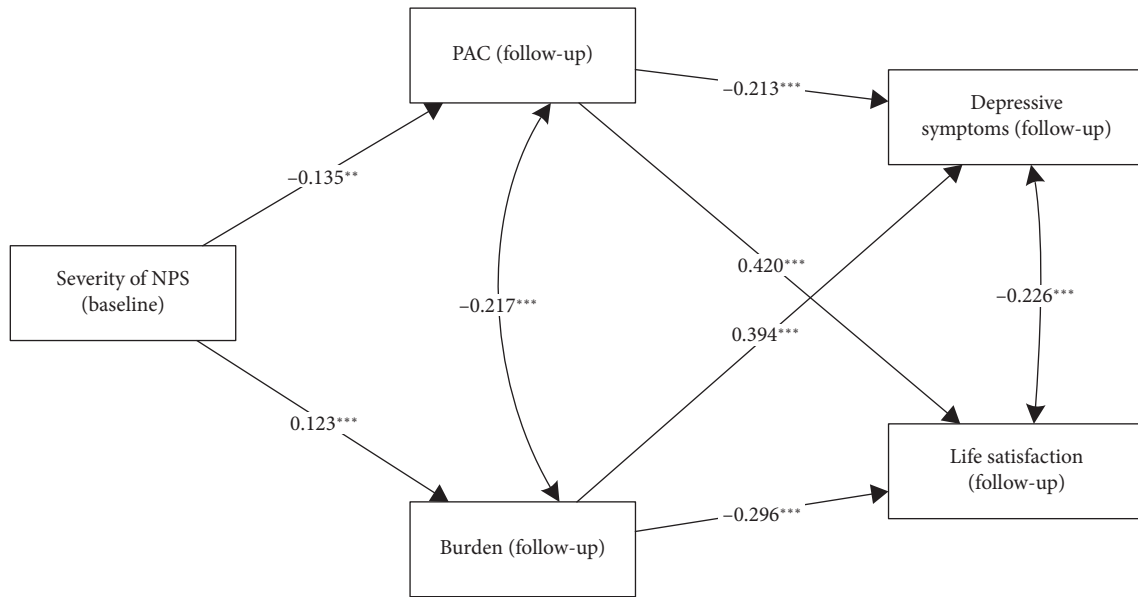 PAC (follow-up)
–0.213***
Depressive
symptoms (follow-up)
–0.135**
Severity of NPS
(baseline)
0.420***
–0.217***
–0.226***
0.394***
0.123***
Life satisfaction
(follow-up)
–0.296***
Burden (follow-up)